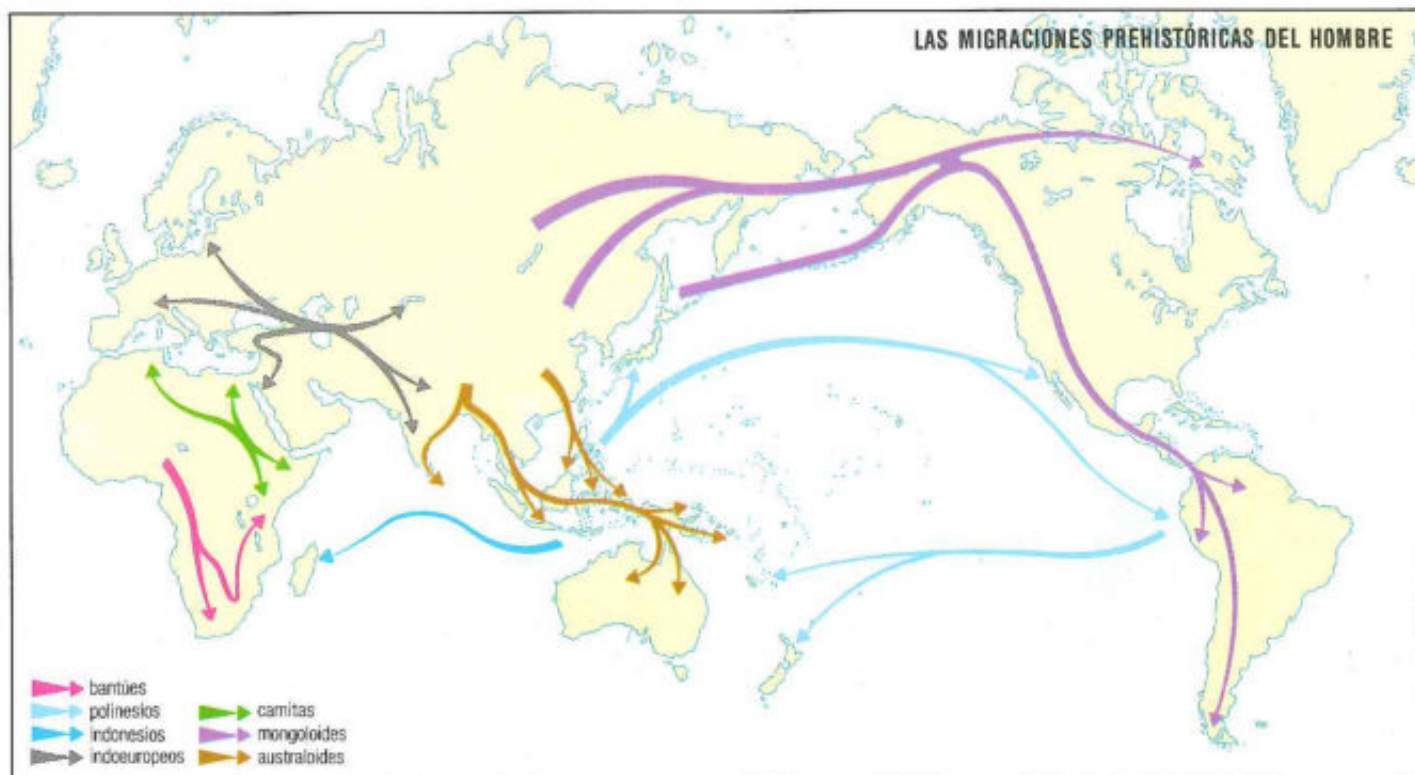 LAS MIGRACIONES PREHISTÓRICAS DEL HOMBRE
bantúes
polinesios
indonesios
indoeuropeos
camitas
mongoloides
australoides